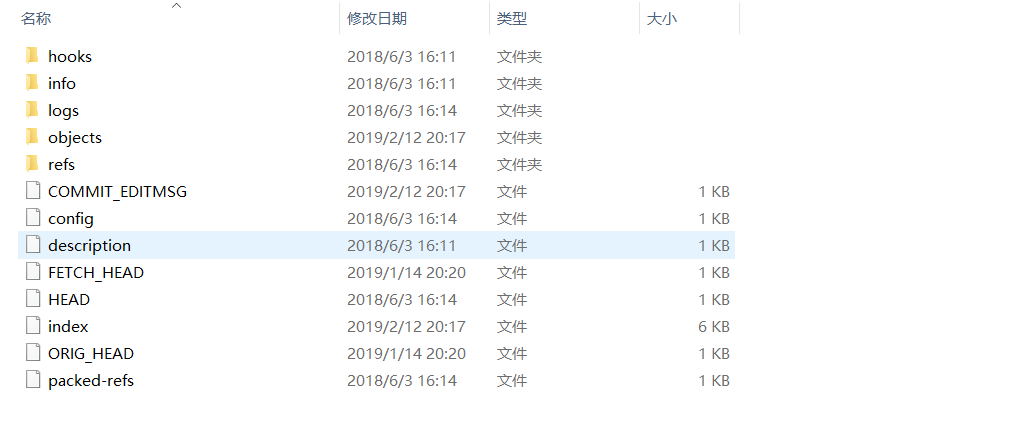 名称 修改日期 类型 大小
hooks 2018/6/3 16:11 文件夹
info 2018/6/3 16:11 文件夹
logs 2018/6/3 16:14 文件夹
objects 2019/2/12 20:17 文件夹
refs 2018/6/3 16:14 文件夹
COMMIT_EDITMSG 2019/2/12 20:17 文件 1 KB
config 2018/6/3 16:14 文件 1 KB
description 2018/6/3 16:11 文件 1 KB
FETCH_HEAD 2019/1/14 20:20 文件 1 KB
HEAD 2018/6/3 16:14 文件 1 KB
index 2019/2/12 20:17 文件 6 KB
ORIG_HEAD 2019/1/14 20:20 文件 1 KB
packed-refs 2018/6/3 16:14 文件 1 KB